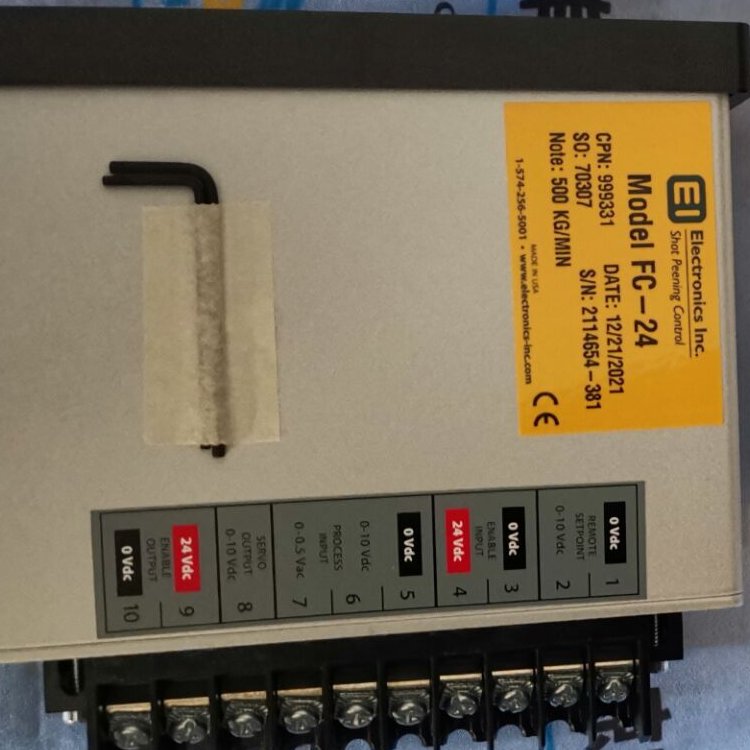 EI Electronics Inc.
Shot Peening Control
Model FC-24
CPN: 999331 DATE: 12/21/2021
SO: 70307 S/N: 2114654-381
Note: 500 KG/MIN
MADE IN USA
1-574-256-5001 • www.electronics-inc.com
CE
0 Vdc 1
REMOTE
SETPOINT
0-10 Vdc 2
0 Vdc 3
ENABLE
INPUT
24 Vdc 4
0 Vdc 5
0-10 Vdc 6
PROCESS
INPUT
0-0.5 Vac 7
SERVO
OUTPUT
0-10 Vdc 8
24 Vdc 9
ENABLE
OUTPUT
0 Vdc 10